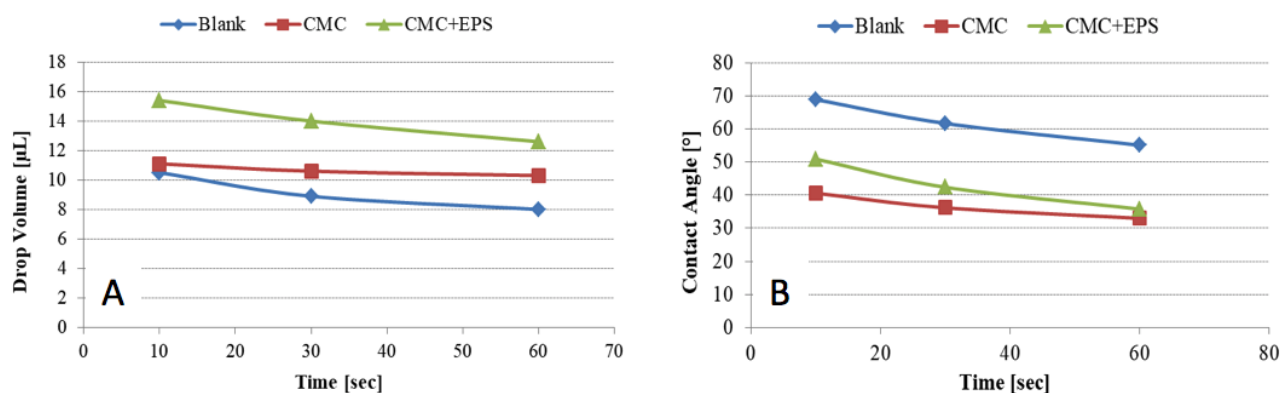 Blank CMC CMC+EPS
18
16
14
12
10
8
6
4
2
0
Drop Volume [µL]
A
0 10 20 30 40 50 60 70
Time [sec]
Blank CMC CMC+EPS
80
70
60
50
40
30
20
10
0
Contact Angle [°]
B
0 20 40 60 80
Time [sec]